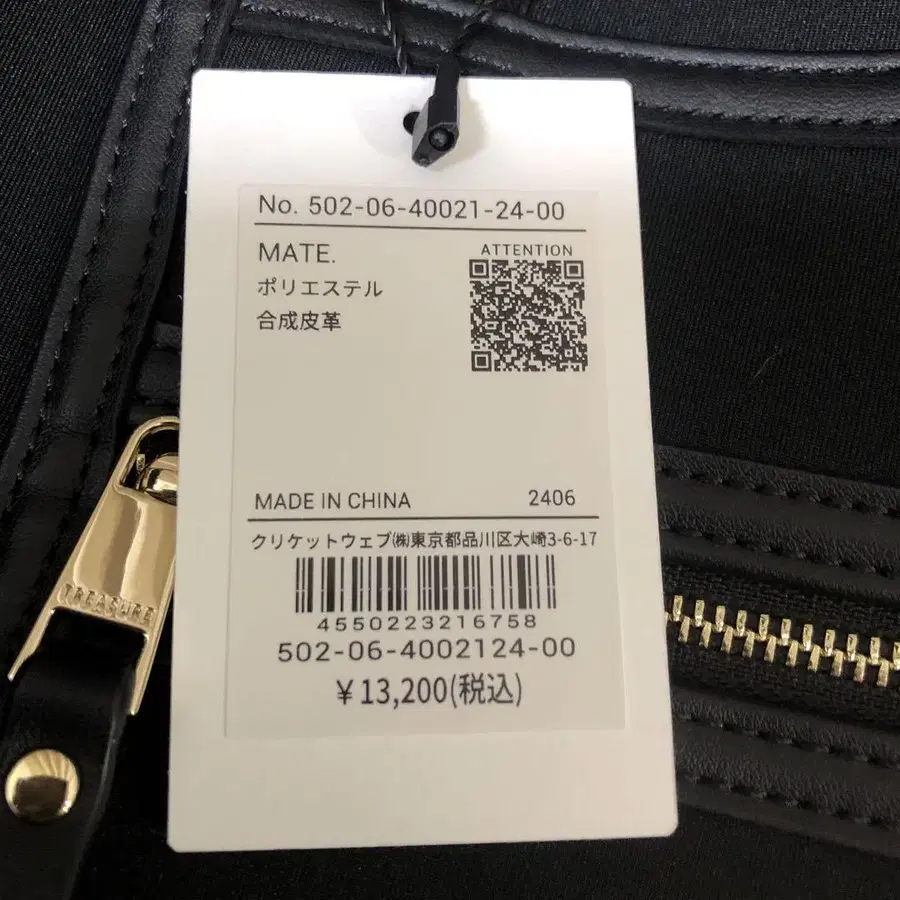 No. 502-06-40021-24-00
MATE.
ATTENTION
ポリエステル
合成皮革
MADE IN CHINA 2406
クリケットウェブ㈱東京都品川区大崎3-6-17
4550223216758
502-06-4002124-00
¥13,200(税込)
TREASURE